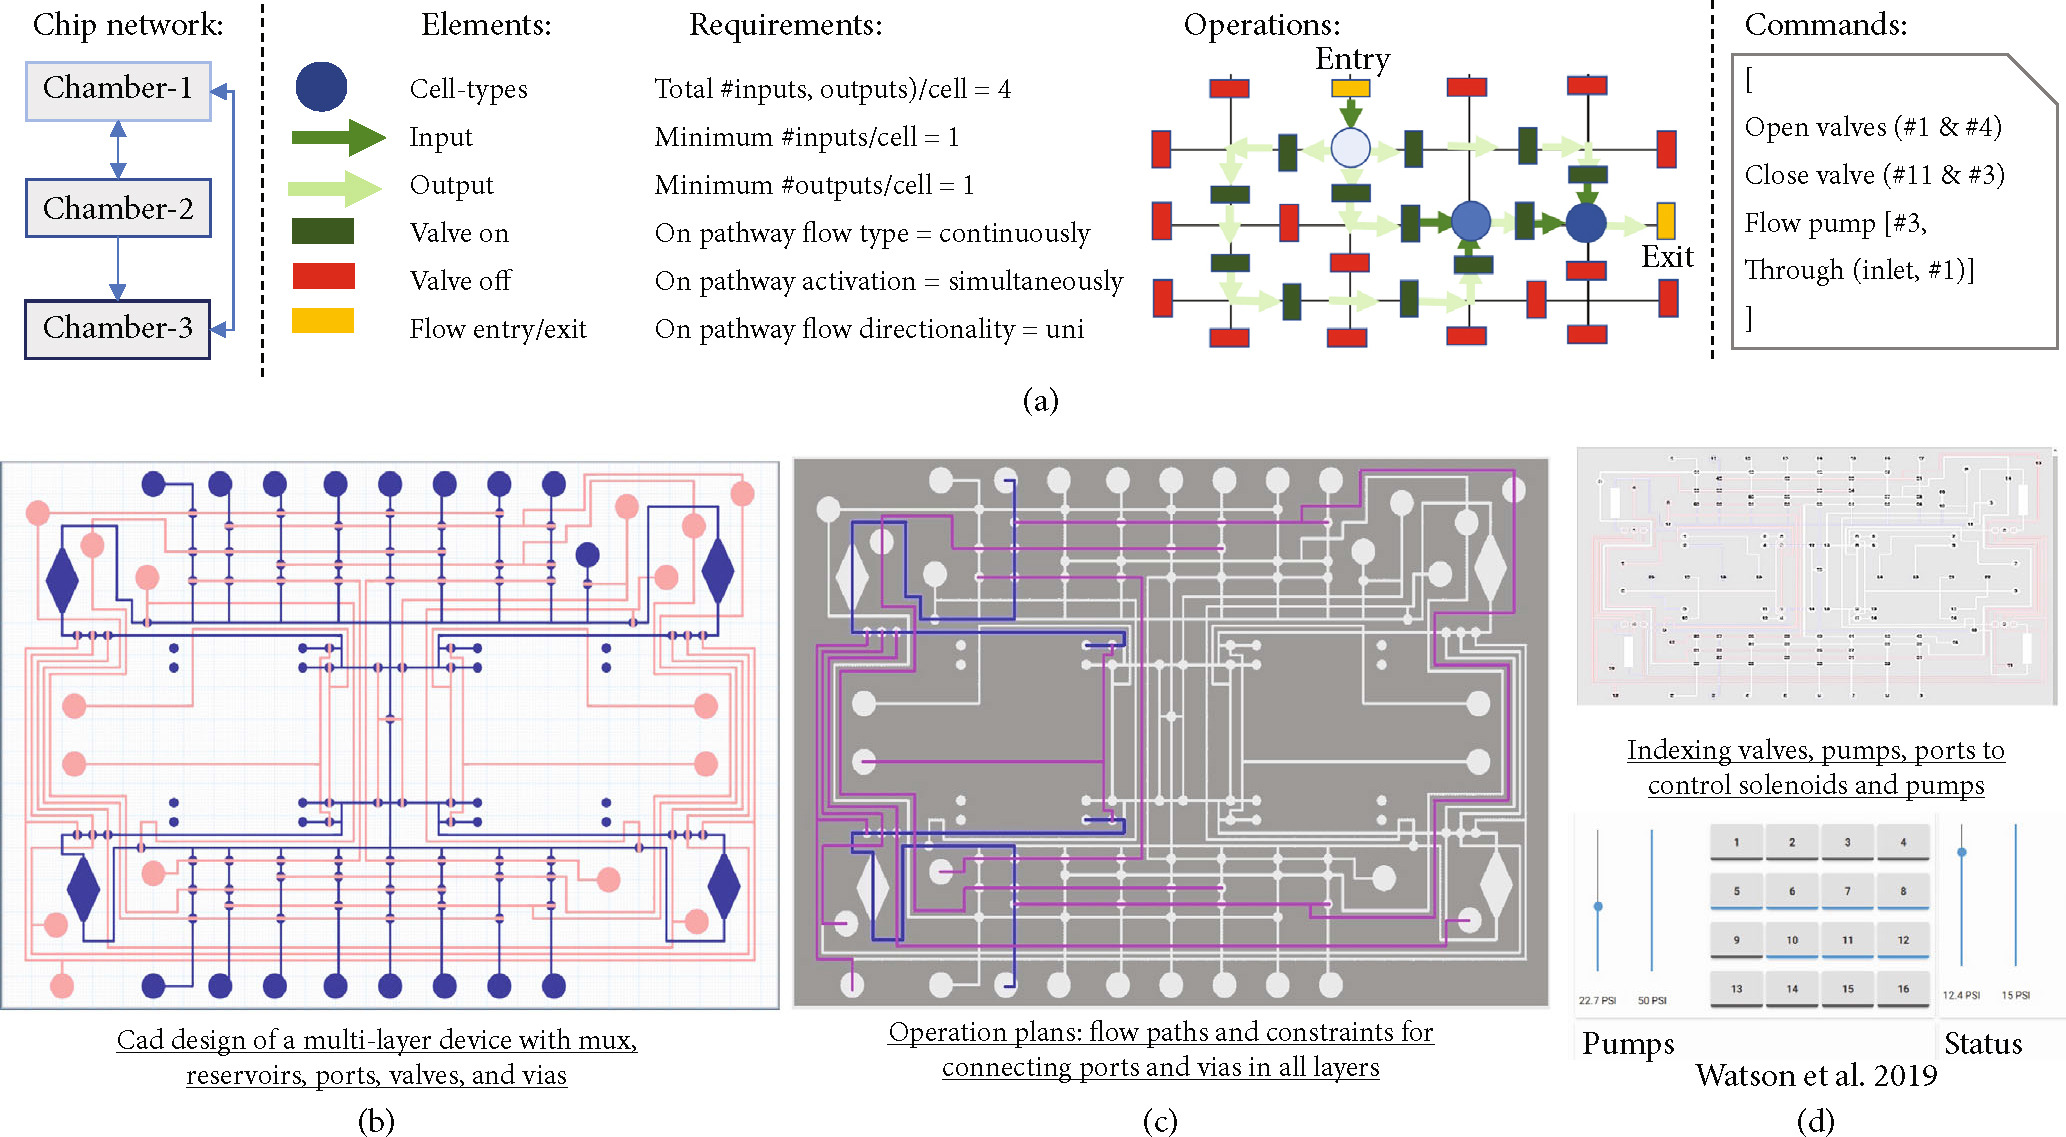 Chip network:
Chamber-1
Chamber-2
Chamber-3
Elements:
Cell-types
Input
Output
Valve on
Valve off
Flow entry/exit
Requirements:
Total #inputs, outputs)/cell = 4
Minimum #inputs/cell = 1
Minimum #outputs/cell = 1
On pathway flow type = continuously
On pathway activation = simultaneously
On pathway flow directionality = uni
Operations:
Entry
Exit
Commands:
[
Open valves (#1 & #4)
Close valve (#11 & #3)
Flow pump [#3,
Through (inlet, #1)]
]
(a)
Cad design of a multi-layer device with mux,
reservoirs, ports, valves, and vias
(b)
Operation plans: flow paths and constraints for
connecting ports and vias in all layers
(c)
Indexing valves, pumps, ports to
control solenoids and pumps
1 2 3 4
5 6 7 8
9 10 11 12
13 14 15 16
22.7 PSI 50 PSI
12.4 PSI 15 PSI
Pumps
Status
Watson et al. 2019
(d)